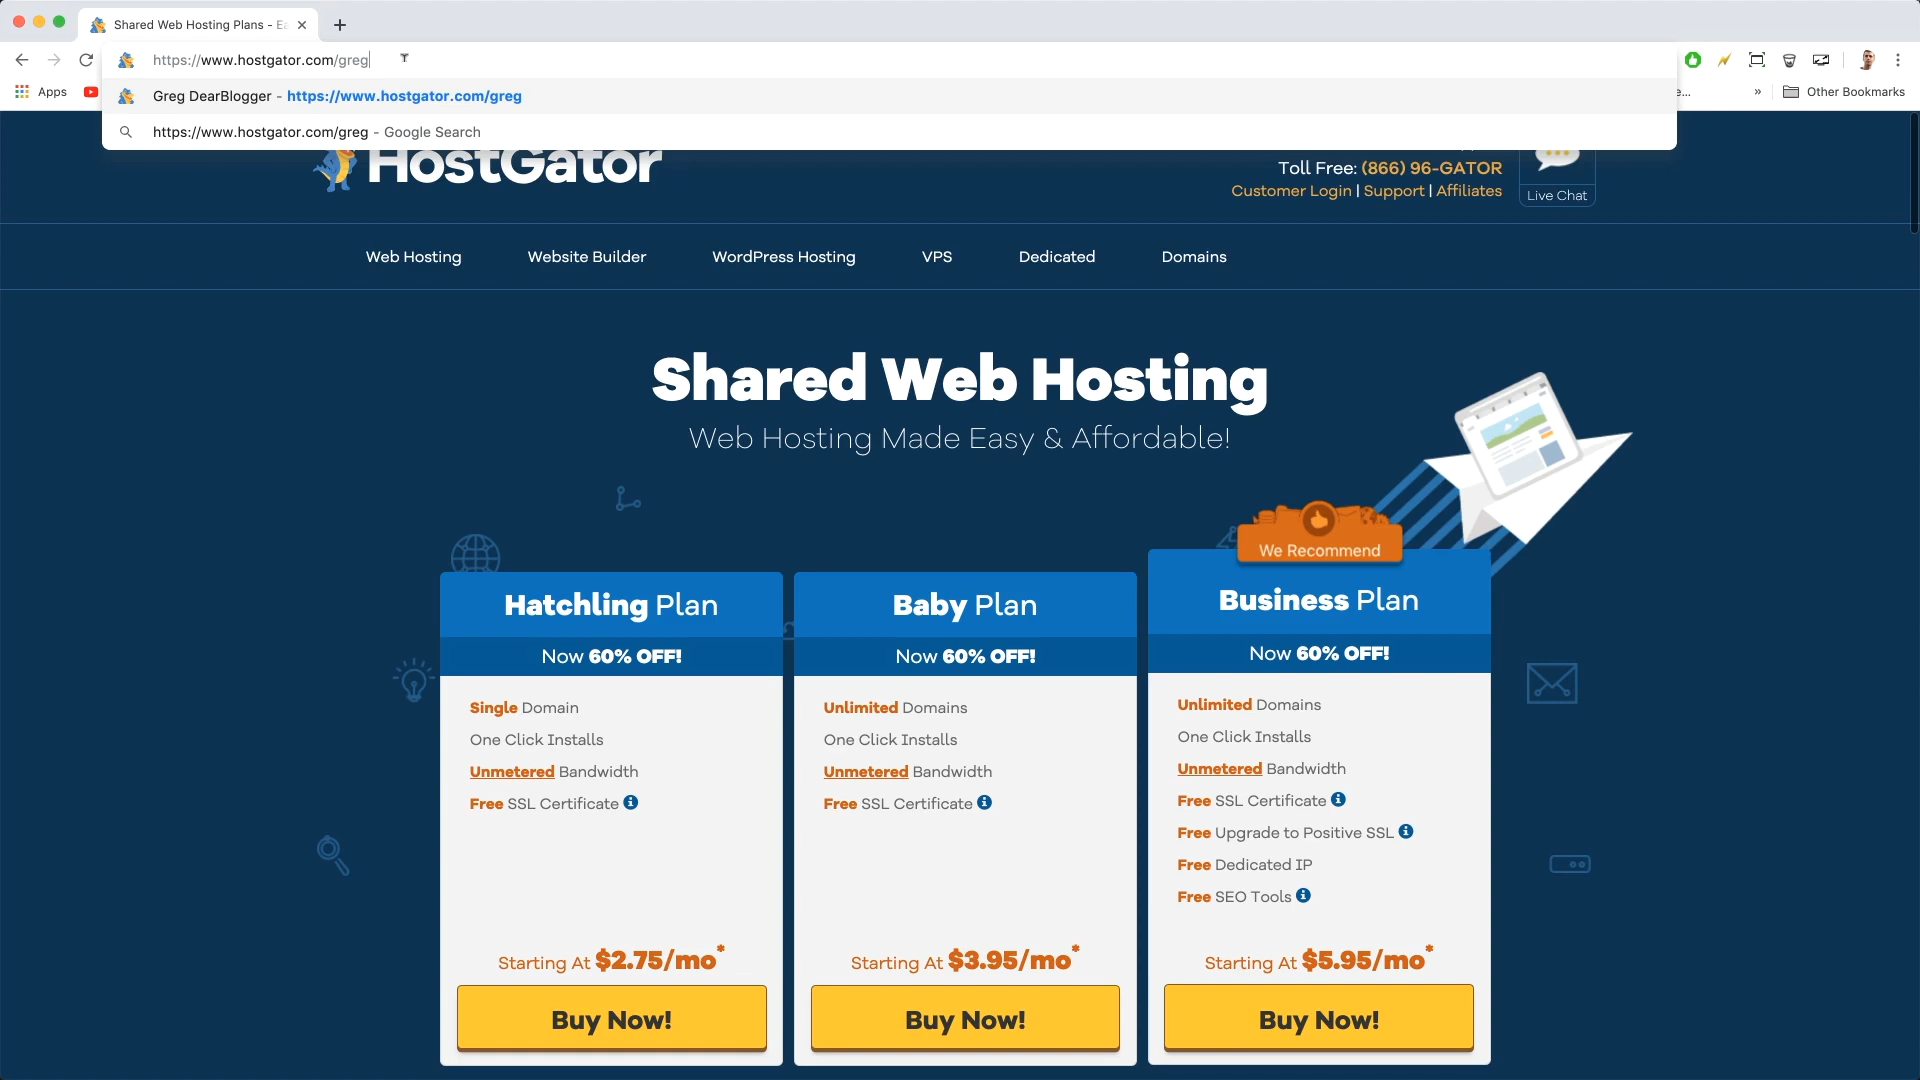 Shared Web Hosting Plans - Ea
https://www.hostgator.com/greg
Greg DearBlogger - https://www.hostgator.com/greg
https://www.hostgator.com/greg - Google Search
Apps
e...
»
Other Bookmarks
HostGator
Toll Free: (866) 96-GATOR
Customer Login | Support | Affiliates
Live Chat
Web Hosting
Website Builder
WordPress Hosting
VPS
Dedicated
Domains
Shared Web Hosting
Web Hosting Made Easy & Affordable!
Hatchling Plan
Now 60% OFF!
Single Domain
One Click Installs
Unmetered Bandwidth
Free SSL Certificate
Starting At $2.75/mo*
Buy Now!
Baby Plan
Now 60% OFF!
Unlimited Domains
One Click Installs
Unmetered Bandwidth
Free SSL Certificate
Starting At $3.95/mo*
Buy Now!
We Recommend
Business Plan
Now 60% OFF!
Unlimited Domains
One Click Installs
Unmetered Bandwidth
Free SSL Certificate
Free Upgrade to Positive SSL
Free Dedicated IP
Free SEO Tools
Starting At $5.95/mo*
Buy Now!